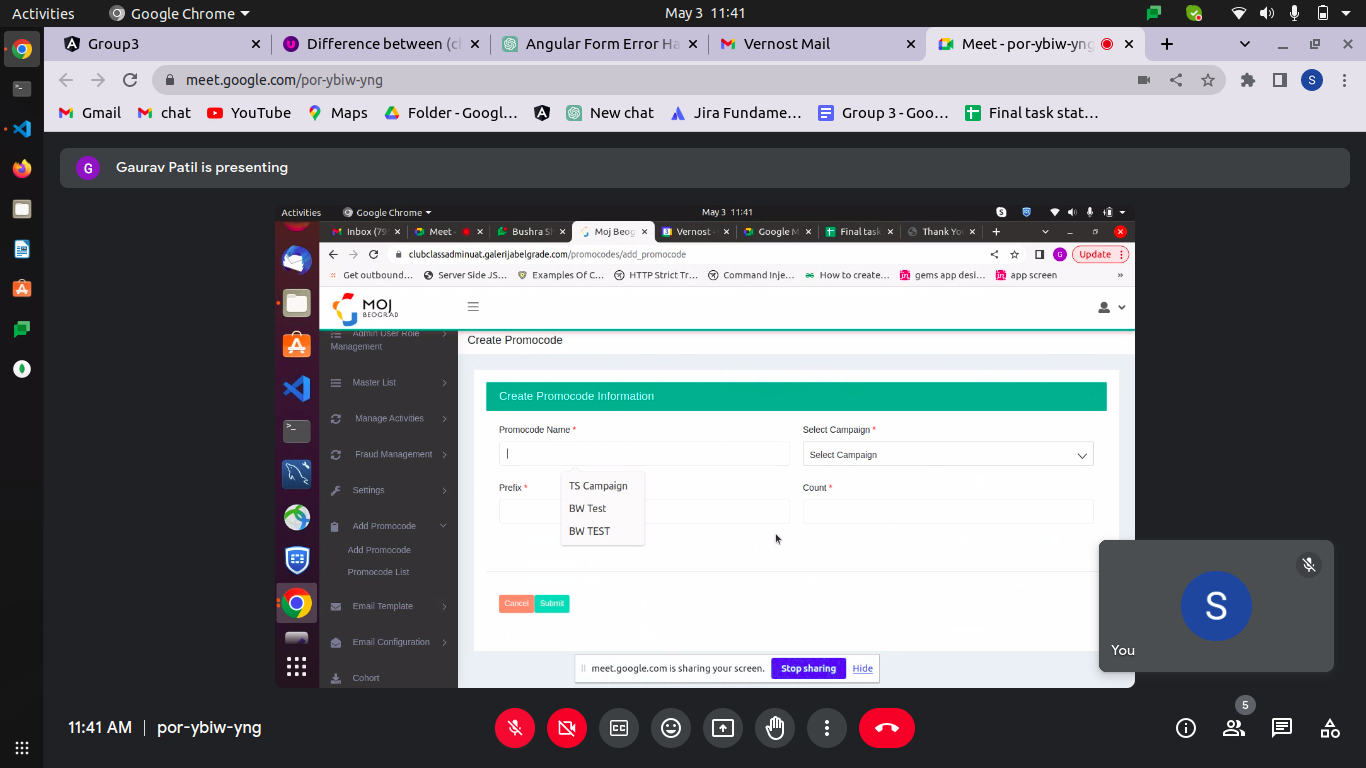 Activities Google Chrome May 3 11:41
Group3 Difference between (cl Angular Form Error Ha Vernost Mail Meet - por-ybiw-yng
meet.google.com/por-ybiw-yng S
Gmail chat YouTube Maps Folder - Googl... New chat Jira Fundame... Group 3 - Goo... Final task stat...
G Gaurav Patil is presenting
Activities Google Chrome May 3 11:41
Inbox (79 Meet - Bushra Sh Moj Beog Vernost - Google M Final task Thank Yo
clubclassadminuat.galerijabelgrade.com/promocodes/add_promocode G Update
Get outbound... Server Side JS... Examples Of C... HTTP Strict Tr... Command Inje... How to create... gems app desi... app screen »
MOJ
BEOGRAD
Admin User Role
Management
Create Promocode
Master List
Create Promocode Information
Manage Activities
Promocode Name * Select Campaign *
Fraud Management
Select Campaign
Settings
Prefix * Count *
TS Campaign
BW Test
BW TEST
Add Promocode
Add Promocode
Promocode List
Email Template
Cancel Submit
Email Configuration
meet.google.com is sharing your screen. Stop sharing Hide
Cohort
S
You
11:41 AM | por-ybiw-yng
5